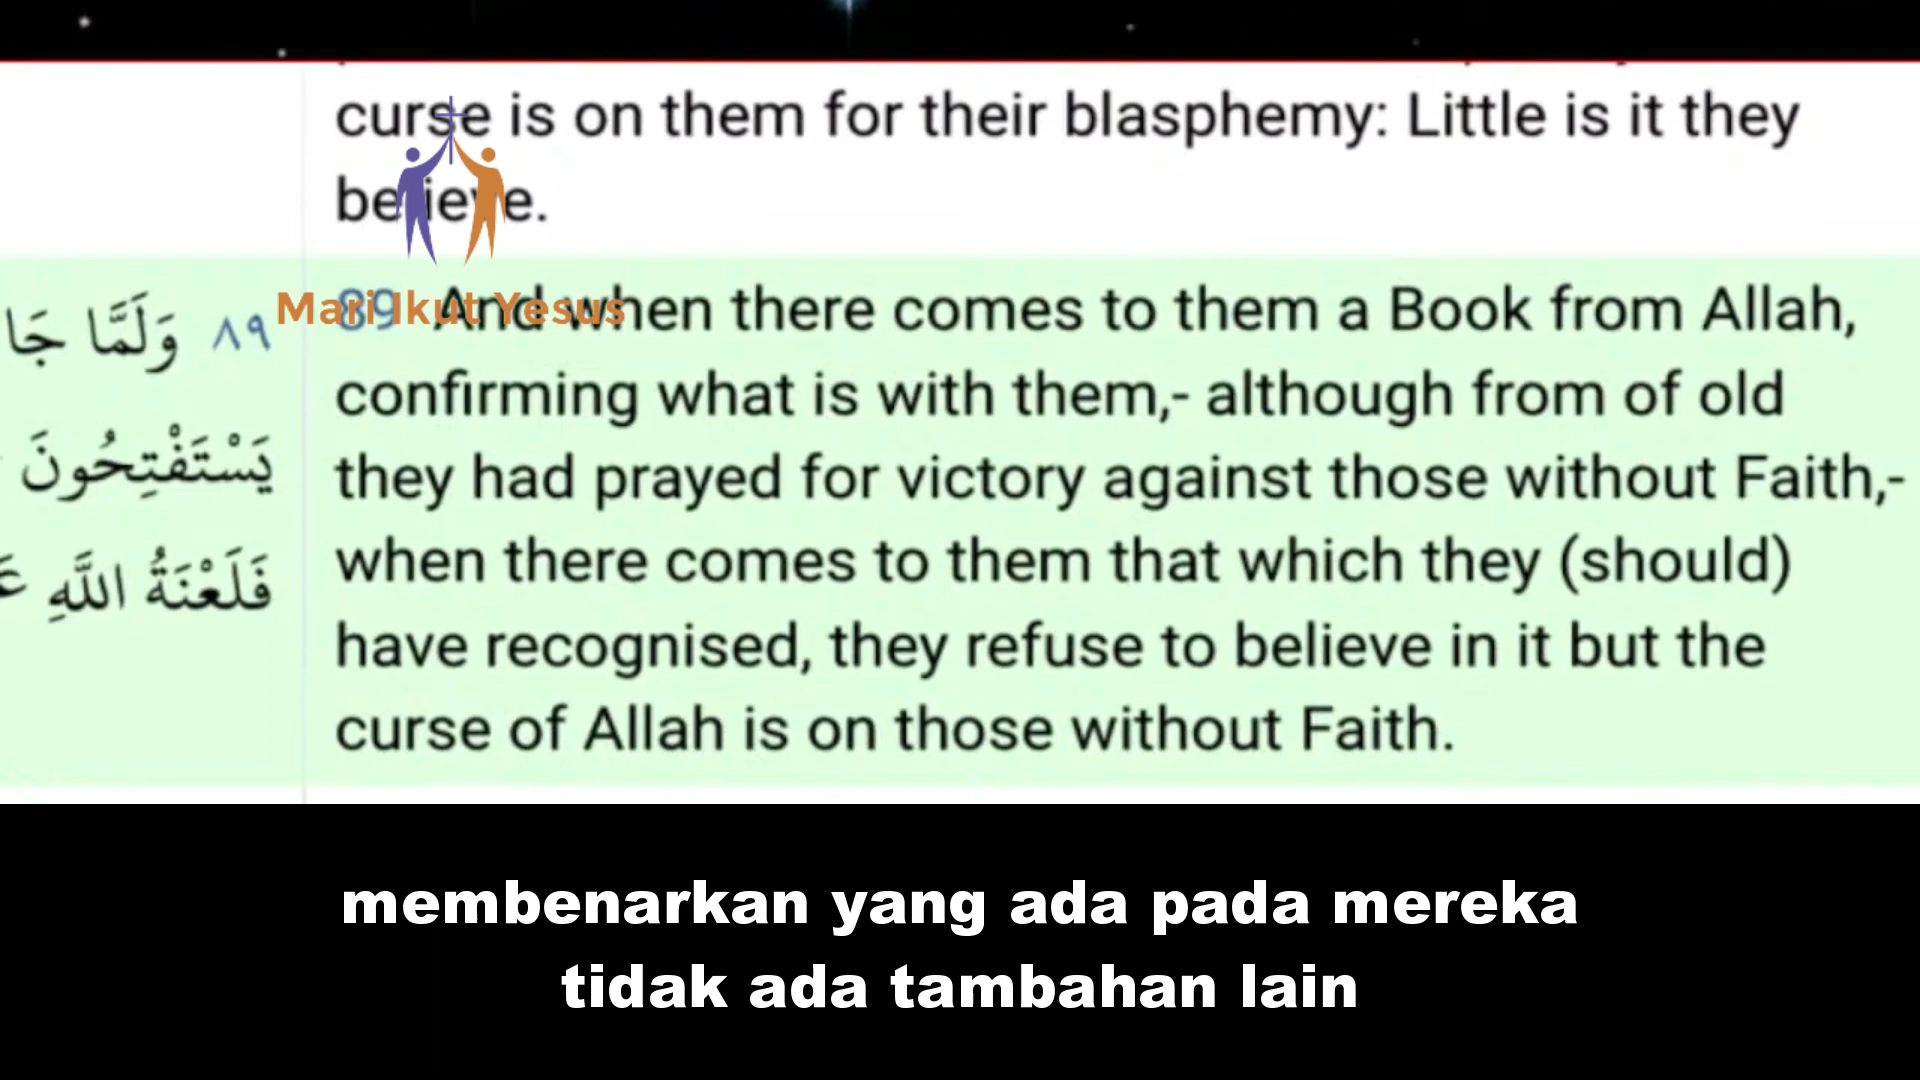 curse is on them for their blasphemy: Little is it they
believe.
Mari Ikut Yesus
89 And when there comes to them a Book from Allah,
confirming what is with them,- although from of old
they had prayed for victory against those without Faith,-
when there comes to them that which they (should)
have recognised, they refuse to believe in it but the
curse of Allah is on those without Faith.
٨٩ وَلَمَّا جَا
يَسْتَفْتِحُونَ
فَلَعْنَةُ اللَّهِ عَ
membenarkan yang ada pada mereka
tidak ada tambahan lain